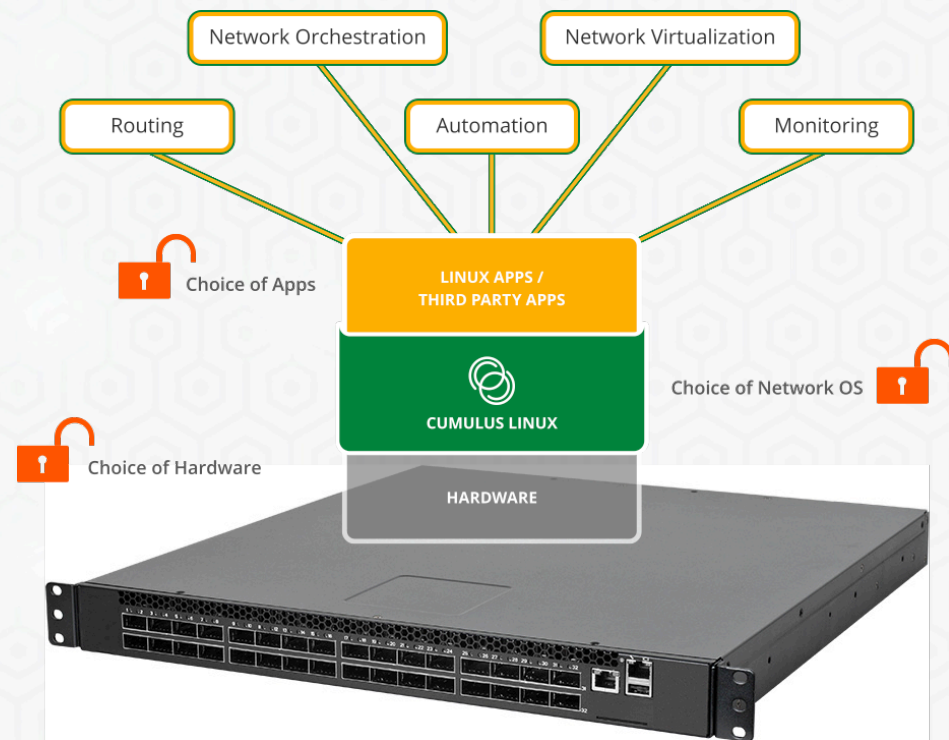 Network Orchestration
Network Virtualization
Routing
Automation
Monitoring
LINUX APPS /
THIRD PARTY APPS
Choice of Apps
CUMULUS LINUX
Choice of Network OS
Choice of Hardware
HARDWARE